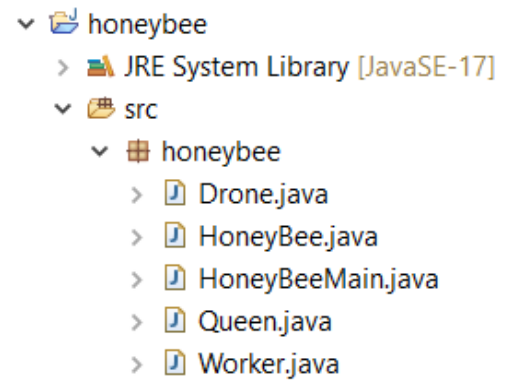 honeybee
JRE System Library [JavaSE-17]
src
honeybee
Drone.java
HoneyBee.java
HoneyBeeMain.java
Queen.java
Worker.java